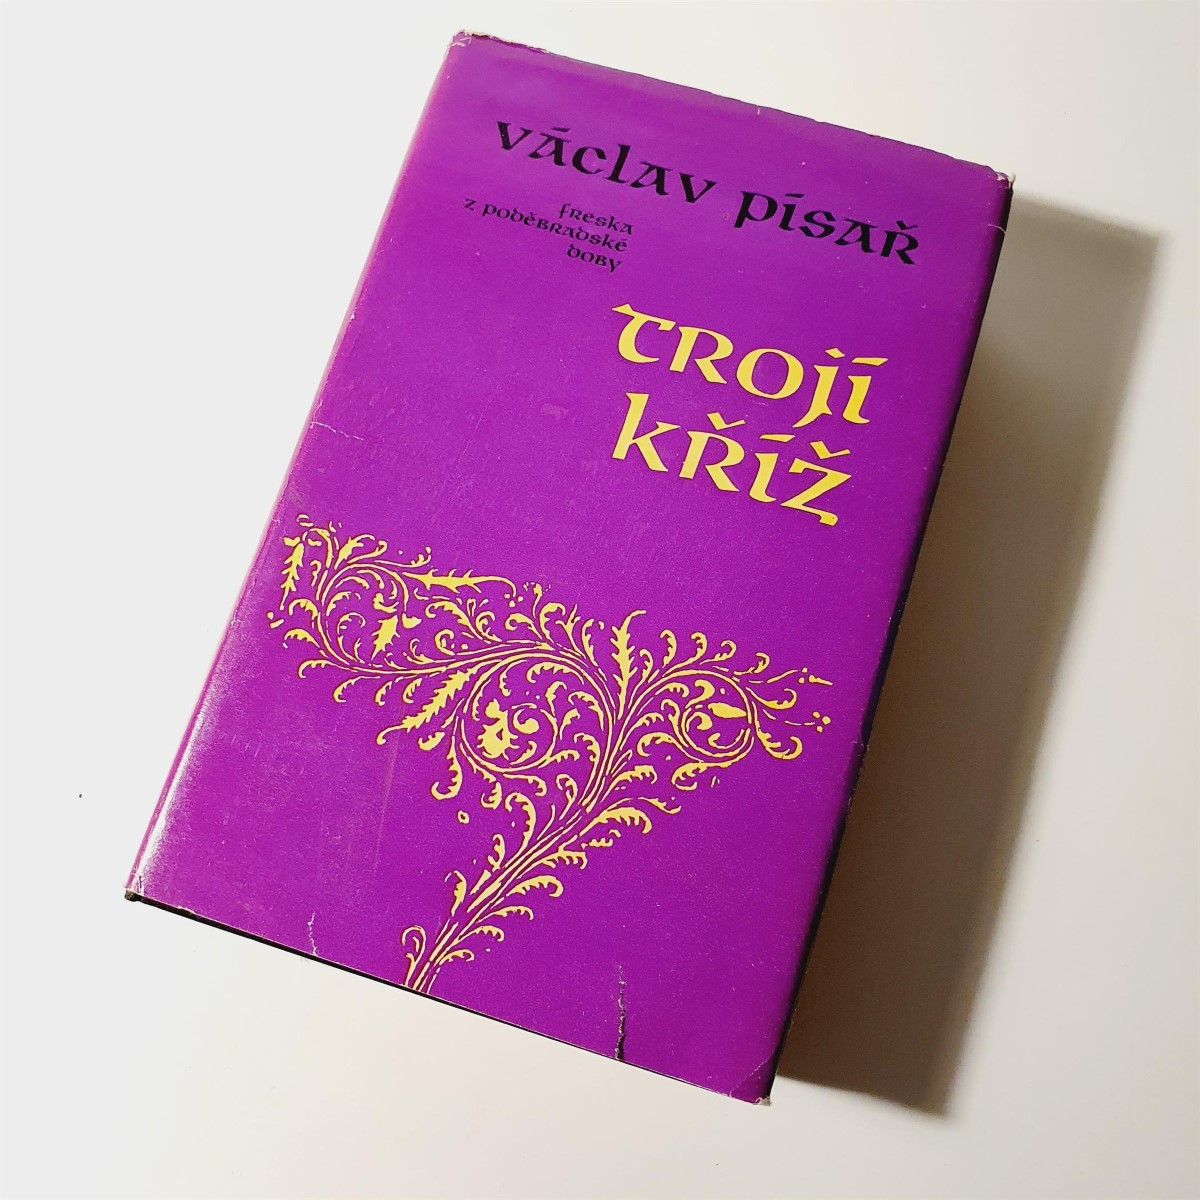 václav písař
freska
z poděbradské
doby
trojí
kříž